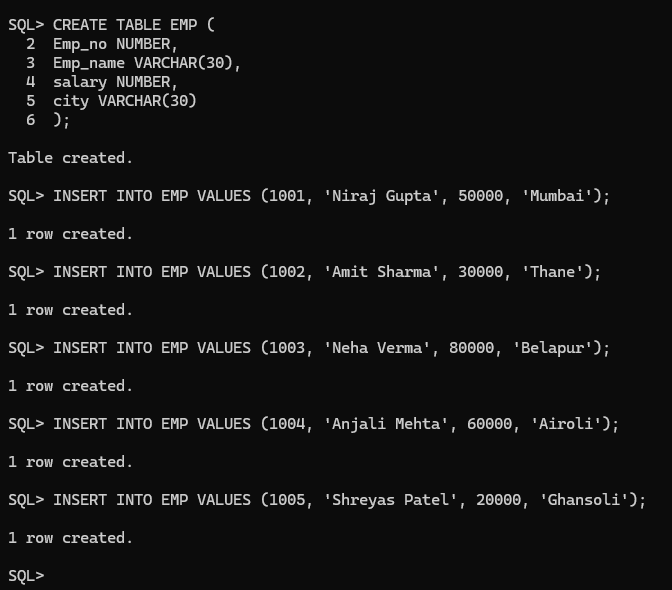 SQL> CREATE TABLE EMP (
  2  Emp_no NUMBER,
  3  Emp_name VARCHAR(30),
  4  salary NUMBER,
  5  city VARCHAR(30)
  6  );
Table created.
SQL> INSERT INTO EMP VALUES (1001, 'Niraj Gupta', 50000, 'Mumbai');
1 row created.
SQL> INSERT INTO EMP VALUES (1002, 'Amit Sharma', 30000, 'Thane');
1 row created.
SQL> INSERT INTO EMP VALUES (1003, 'Neha Verma', 80000, 'Belapur');
1 row created.
SQL> INSERT INTO EMP VALUES (1004, 'Anjali Mehta', 60000, 'Airoli');
1 row created.
SQL> INSERT INTO EMP VALUES (1005, 'Shreyas Patel', 20000, 'Ghansoli');
1 row created.
SQL>